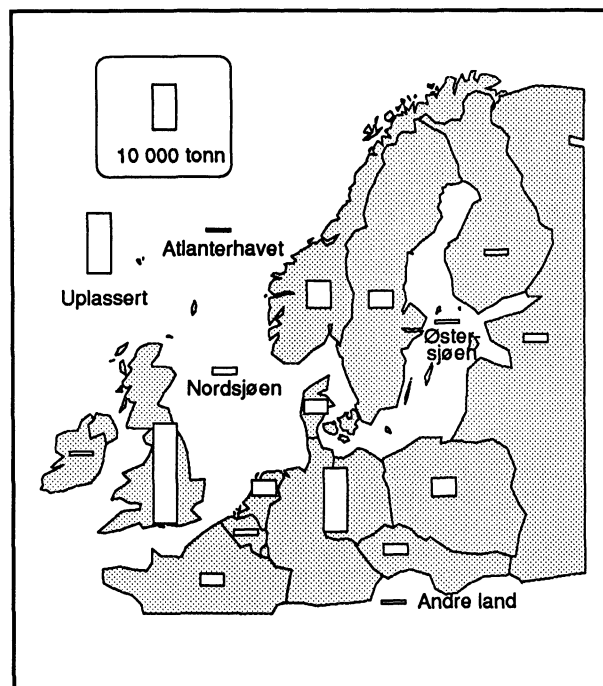 10 000 tonn
Atlanterhavet
Uplassert
Øster-
sjøen
Nordsjøen
Andre land